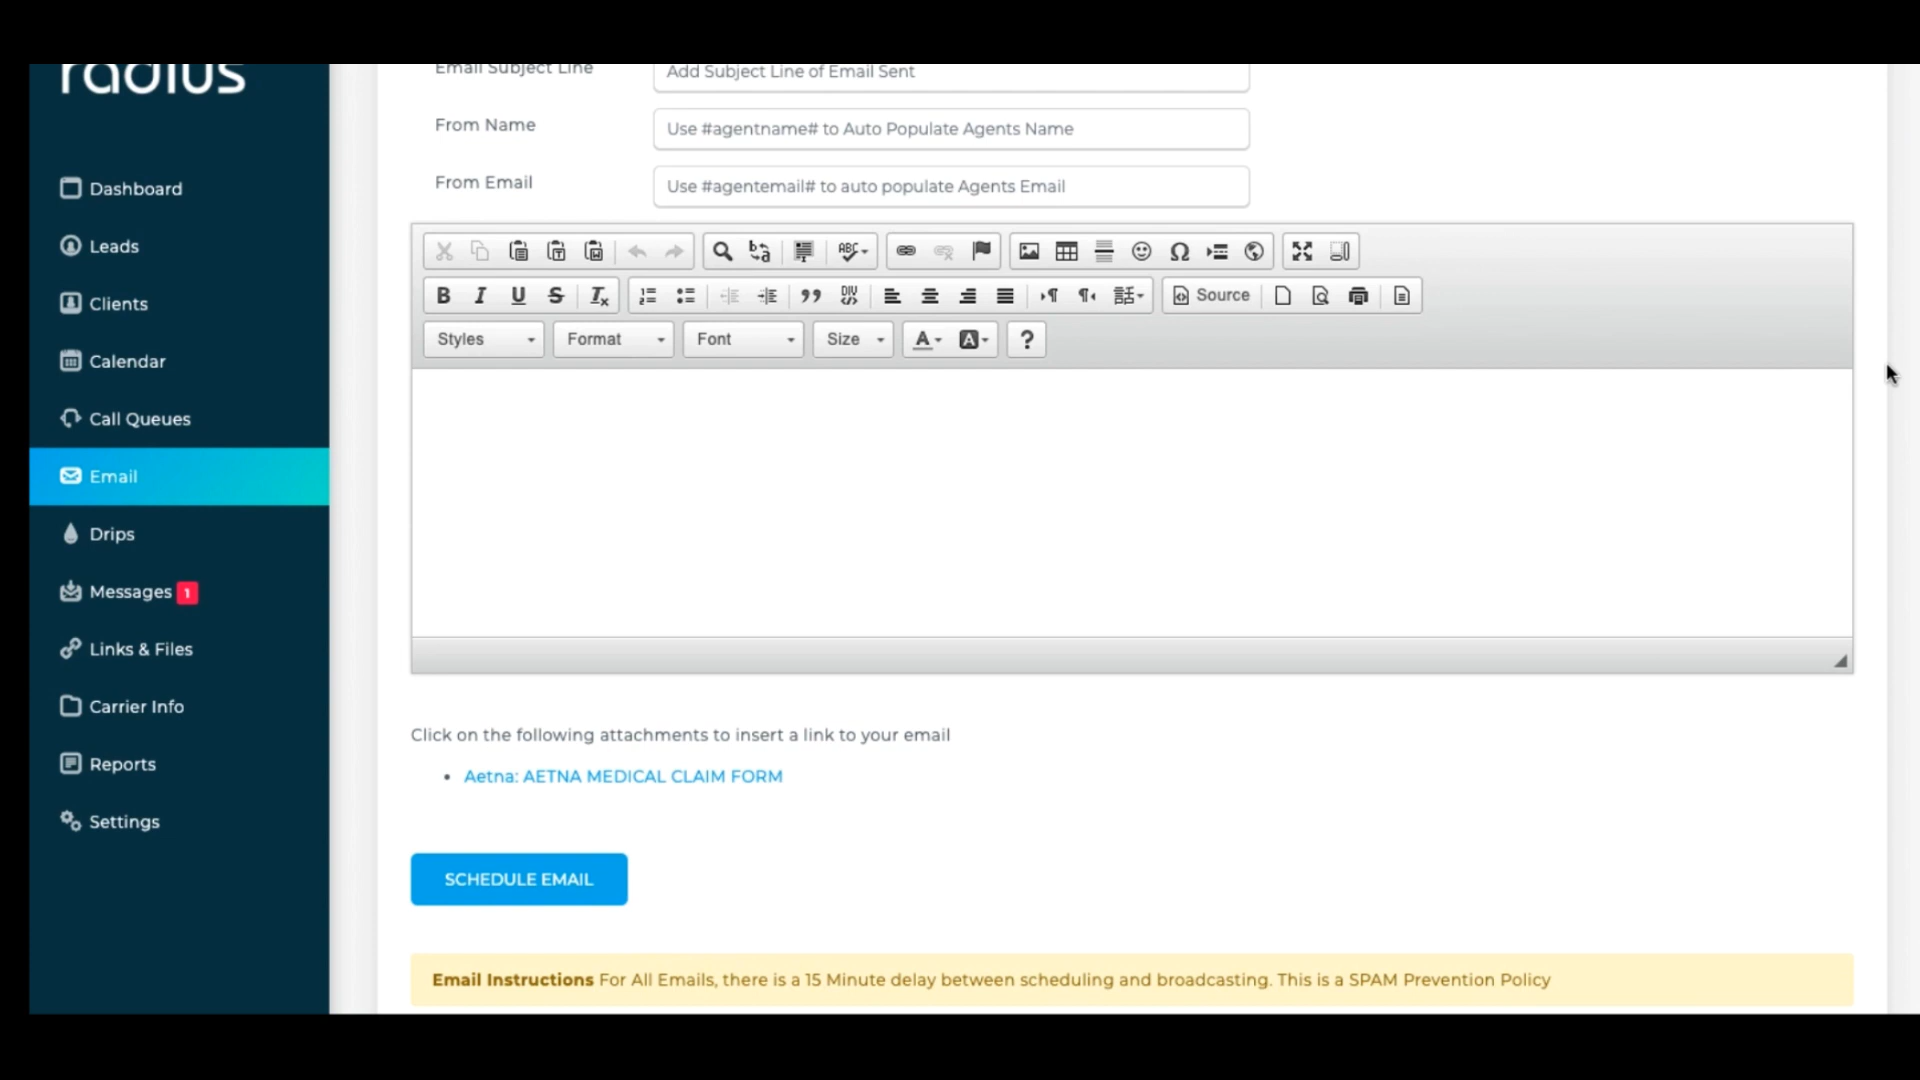 radius
Email Subject Line
Add Subject Line of Email Sent
From Name
Use #agentname# to Auto Populate Agents Name
From Email
Use #agentemail# to auto populate Agents Email
Dashboard
Leads
Clients
Calendar
Call Queues
Email
Drips
Messages 1
Links & Files
Carrier Info
Reports
Settings
ABC
B I U S Tx
DIV
話
Source
Styles Format Font Size A A ?
Click on the following attachments to insert a link to your email
• Aetna: AETNA MEDICAL CLAIM FORM
SCHEDULE EMAIL
Email Instructions For All Emails, there is a 15 Minute delay between scheduling and broadcasting. This is a SPAM Prevention Policy